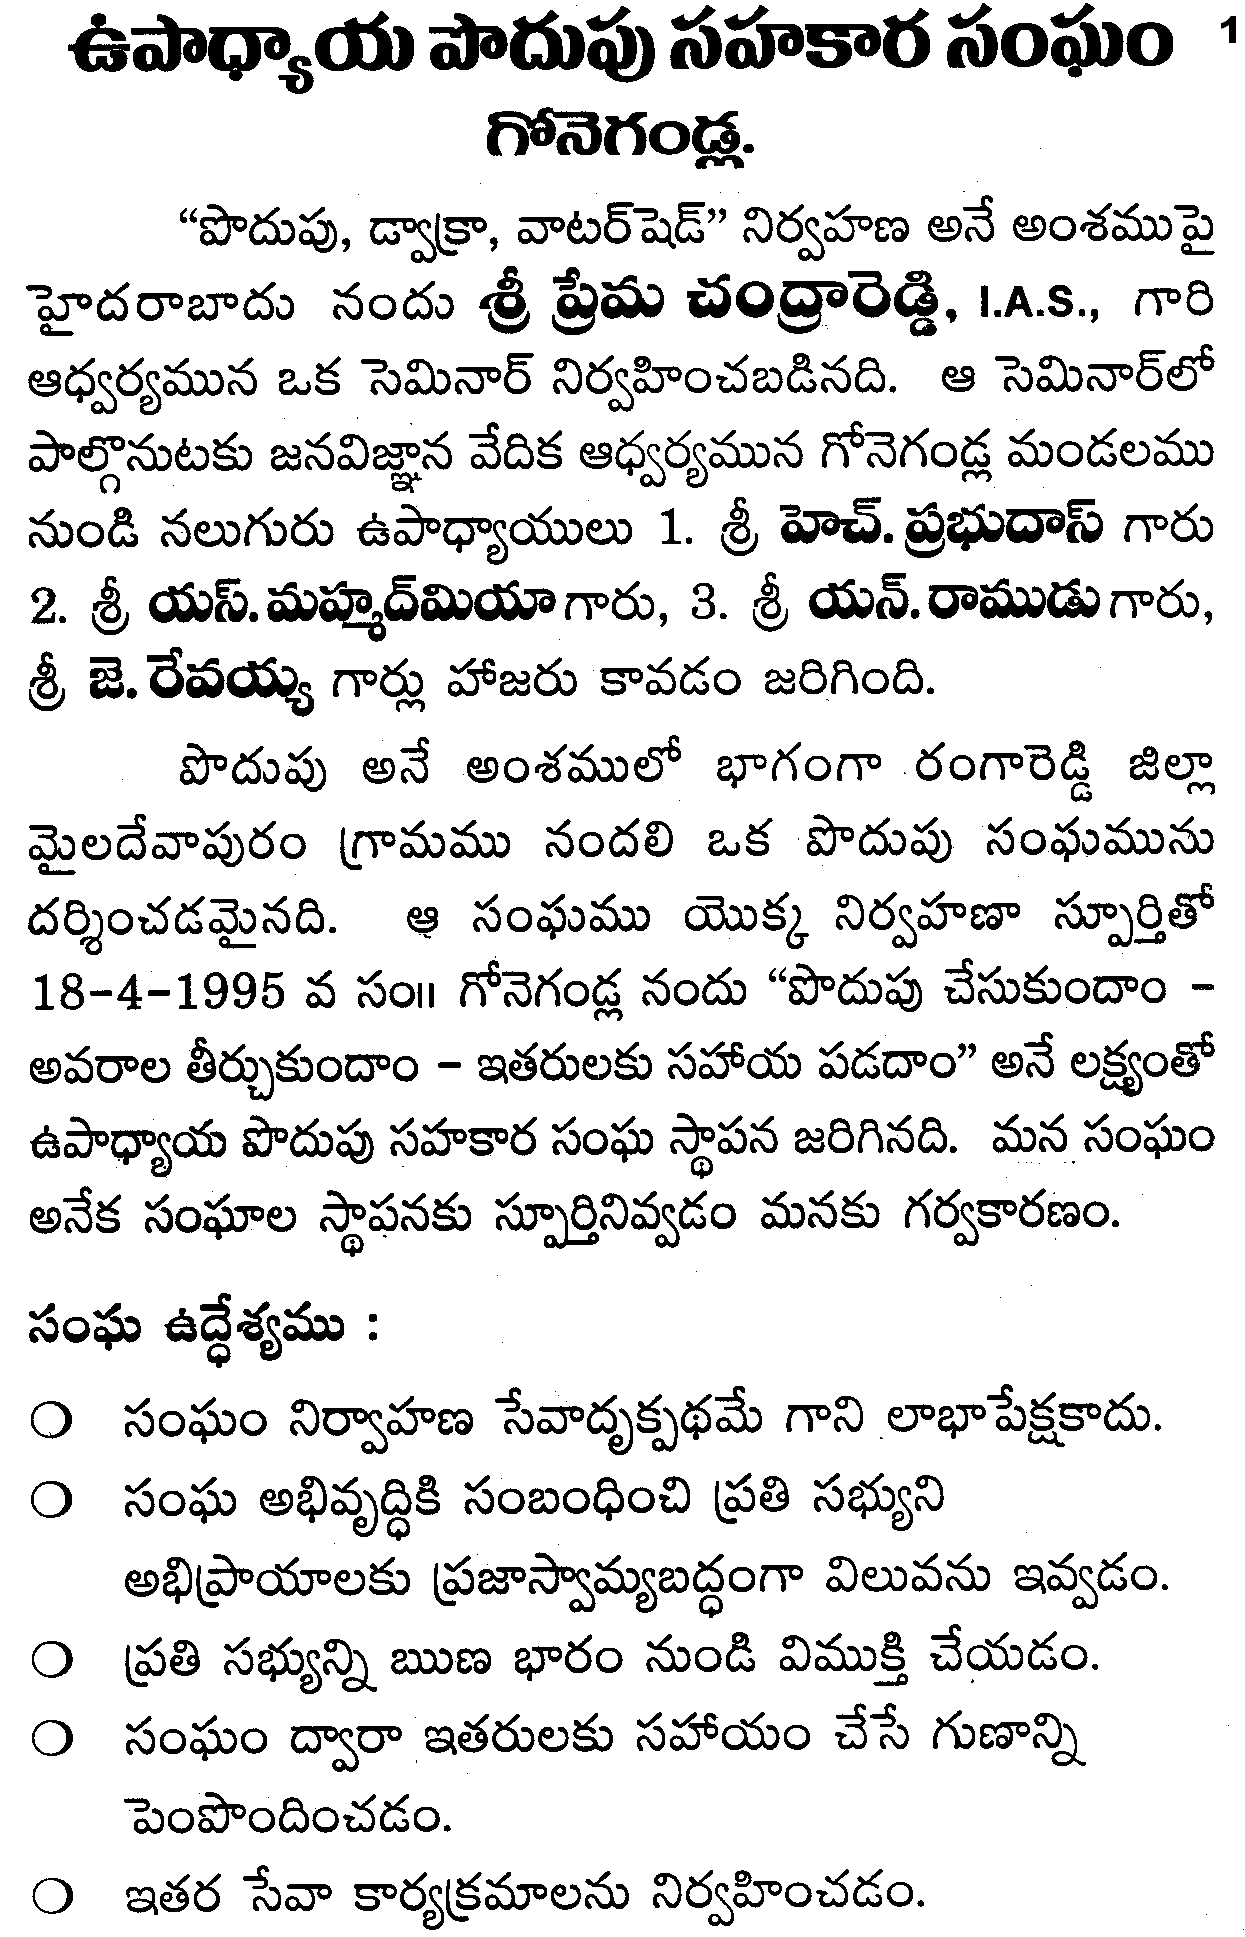 ఉపాధ్యాయ పొదుపు సహకార సంఘం 1
గోనెగండ్ల.
“పొదుపు, డ్వాక్రా, వాటర్‌షెడ్” నిర్వహణ అనే అంశముపై
హైదరాబాదు నందు శ్రీ ప్రేమ చంద్రారెడ్డి, I.A.S., గారి
ఆధ్వర్యమున ఒక సెమినార్ నిర్వహించబడినది. ఆ సెమినార్‌లో
పాల్గొనుటకు జనవిజ్ఞాన వేదిక ఆధ్వర్యమున గోనెగండ్ల మండలము
నుండి నలుగురు ఉపాధ్యాయులు 1. శ్రీ హెచ్. ప్రభుదాస్ గారు
2. శ్రీ యస్. మహ్మద్‌మియా గారు, 3. శ్రీ యన్. రాముడు గారు,
శ్రీ జె. రేవయ్య గార్లు హాజరు కావడం జరిగింది.
పొదుపు అనే అంశములో భాగంగా రంగారెడ్డి జిల్లా
మైలదేవాపురం గ్రామము నందలి ఒక పొదుపు సంఘమును
దర్శించడమైనది. ఆ సంఘము యొక్క నిర్వహణా స్పూర్తితో
18-4-1995 వ సం॥ గోనెగండ్ల నందు “పొదుపు చేసుకుందాం -
అవరాల తీర్చుకుందాం - ఇతరులకు సహాయ పడదాం” అనే లక్ష్యంతో
ఉపాధ్యాయ పొదుపు సహకార సంఘ స్థాపన జరిగినది. మన సంఘం
అనేక సంఘాల స్థాపనకు స్పూర్తినివ్వడం మనకు గర్వకారణం.
సంఘ ఉద్ధేశ్యము :
❍ సంఘం నిర్వాహణ సేవాదృక్పథమే గాని లాభాపేక్షకాదు.
❍ సంఘ అభివృద్ధికి సంబంధించి ప్రతి సభ్యుని
అభిప్రాయాలకు ప్రజాస్వామ్యబద్ధంగా విలువను ఇవ్వడం.
❍ ప్రతి సభ్యున్ని ఋణ భారం నుండి విముక్తి చేయడం.
❍ సంఘం ద్వారా ఇతరులకు సహాయం చేసే గుణాన్ని
పెంపొందించడం.
❍ ఇతర సేవా కార్యక్రమాలను నిర్వహించడం.